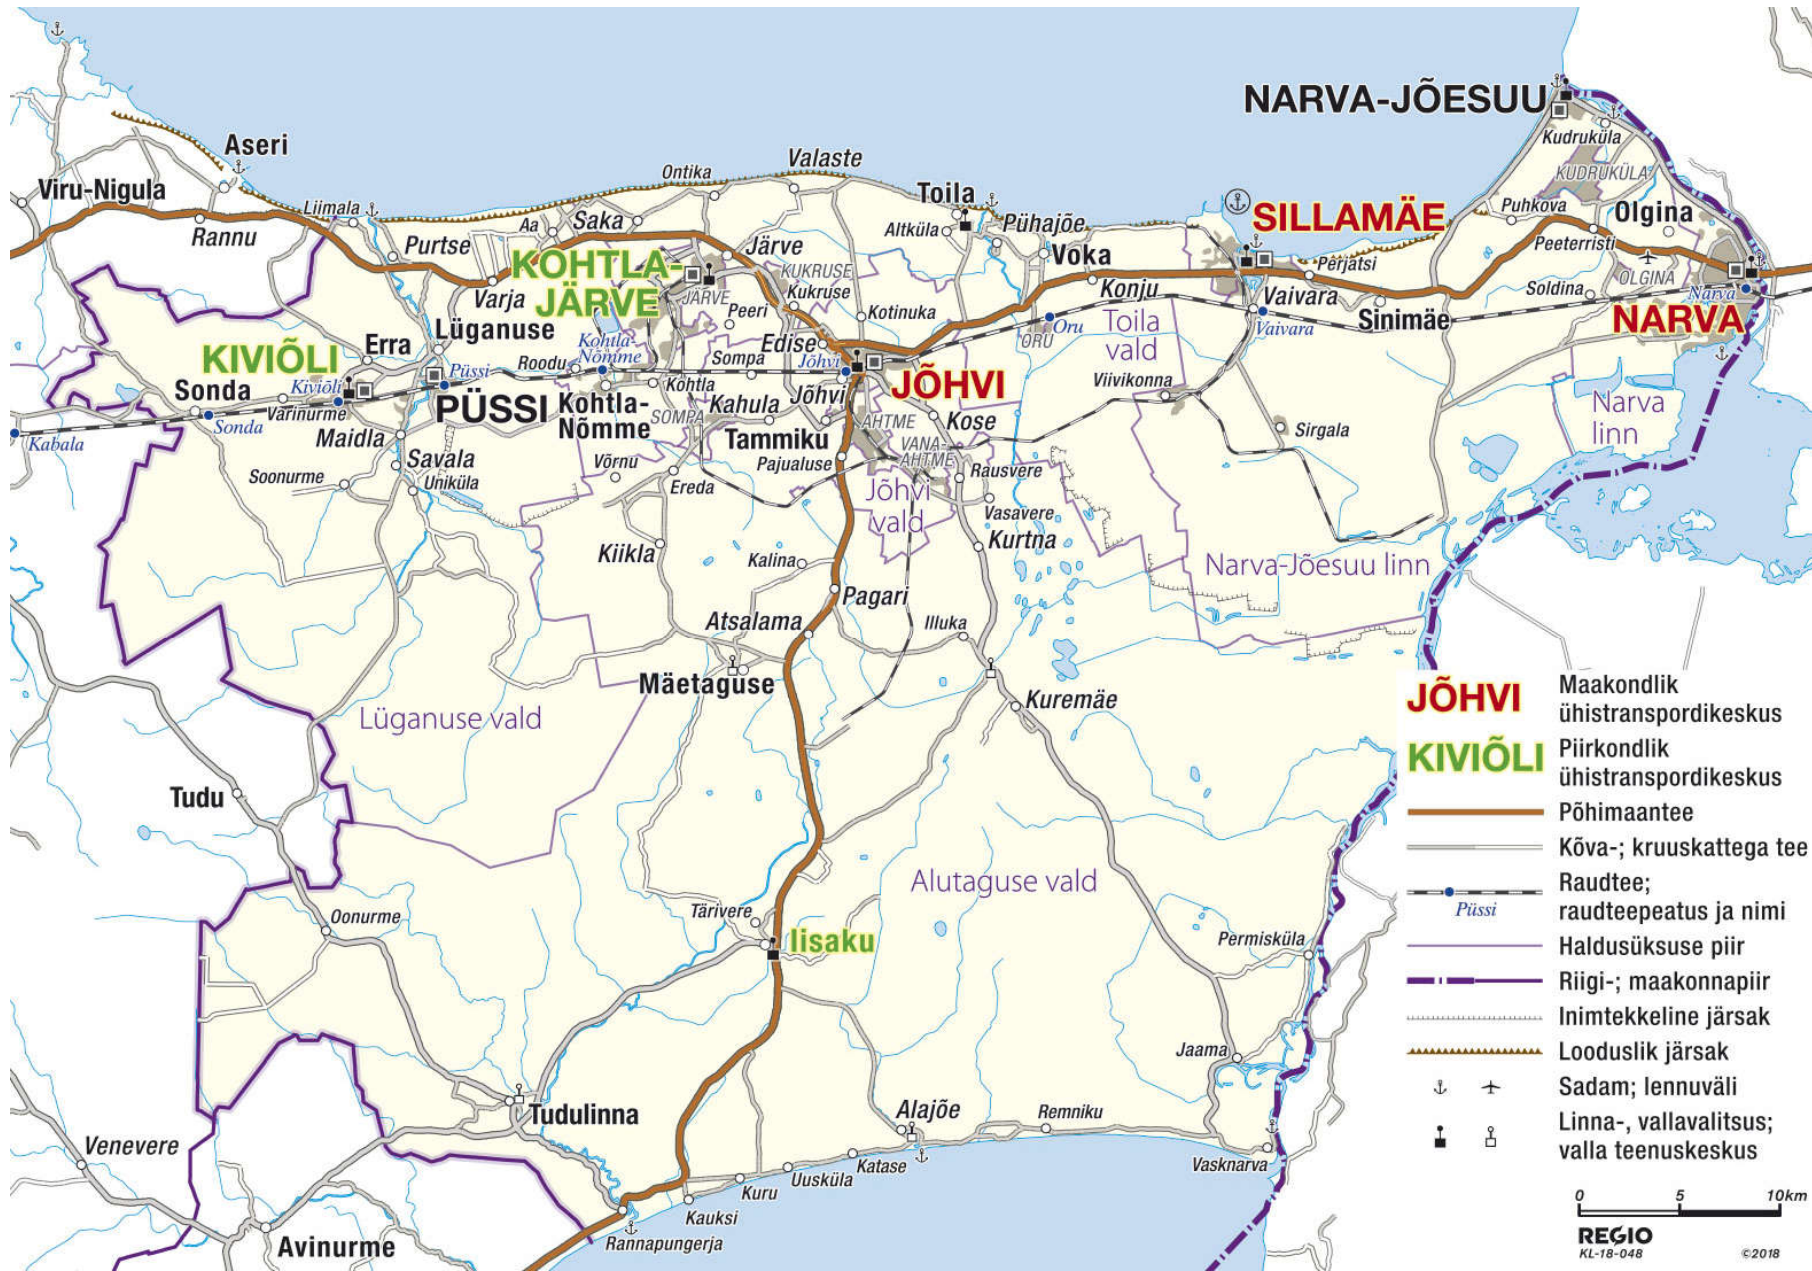 NARVA-JÕESUU
Kudruküla
KUDRUKÜLA
Aseri
Valaste
Ontika
Viru-Nigula
Toila
SILLAMÄE
Puhkova
Olgina
Liimala
Aa
Saka
Altküla
Pühajõe
Rannu
Purtse
Järve
Voka
Peeterristi
KOHTLA-
JÄRVE
KUKRUSE
Kukruse
JÄRVE
Perjatsi
OLGINA
Varja
Konju
Vaivara
Soldina
Narva
Peeri
Kotinuka
Toila
vald
Vaivara
Sinimäe
NARVA
Lüganuse
Oru
ORU
Erra
Kohtla-
Nõmme
Edise
KIVIÕLI
Roodu
Sompa
Jõhvi
Püssi
Sonda
Kiviõli
Varinurme
Kohtla
Jõhvi
JÕHVI
Viivikonna
PÜSSI
Kohtla-
Nõmme
SOMPA
Kahula
Sonda
AHTME
Kose
Narva
linn
Kabala
Maidla
Tammiku
VANA-
AHTME
Sirgala
Savala
Võrnu
Pajualuse
Rausvere
Soonurme
Uniküla
Ereda
Jõhvi
vald
Vasavere
Kiikla
Kalina
Kurtna
Narva-Jõesuu linn
Pagari
Atsalama
Illuka
Mäetaguse
Kuremäe
Lüganuse vald
Tudu
Alutaguse vald
Oonurme
Tärivere
Iisaku
Permisküla
Jaama
Tudulinna
Alajõe
Remniku
Venevere
Vasknarva
Katase
Uusküla
Kuru
Kauksi
Avinurme
Rannapungerja
JÕHVI
Maakondlik
ühistranspordikeskus
KIVIÕLI
Piirkondlik
ühistranspordikeskus
Põhimaantee
Kõva-; kruuskattega tee
Püssi
Raudtee;
raudteepeatus ja nimi
Haldusüksuse piir
Riigi-; maakonnapiir
Inimtekkeline järsak
Looduslik järsak
Sadam; lennuväli
Linna-, vallavalitsus;
valla teenuskeskus
0 5 10km
REGIO
KL-18-048 ©2018